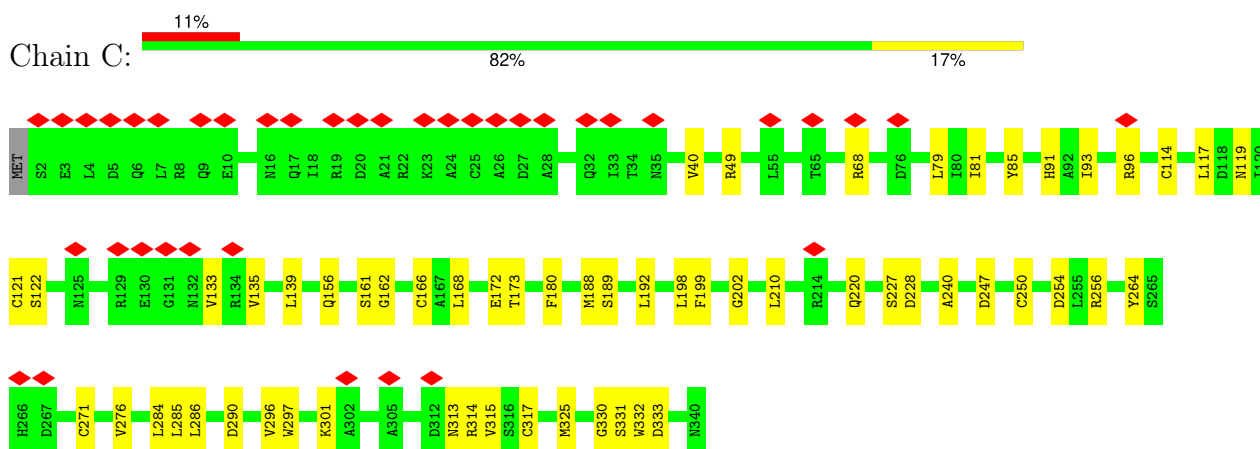 11%
Chain C:
82% 17%
MET S2 E3 L4 D5 Q6 L7 R8 Q9 E10 N16 Q17 I18 R19 D20 A21 R22 K23 A24 C25 A26 D27 A28 Q32 I33 T34 N35 V40 R49 L55 T65 R68 D76 L79 I80 I81 Y85 H91 A92 I93 R96 C114 L117 D118 N119 I120
C121 S122 N125 R129 E130 G131 N132 V133 R134 V135 L139 Q156 S161 G162 C166 A167 L168 E172 T173 F180 M188 S189 L192 L198 F199 G202 L210 R214 Q220 S227 D228 A240 D247 C250 D254 L255 R256 Y264 S265
H266 D267 C271 V276 L284 L285 L286 D290 V296 W297 K301 A302 A305 D312 N313 R314 V315 S316 C317 M325 G330 S331 W332 D333 N340